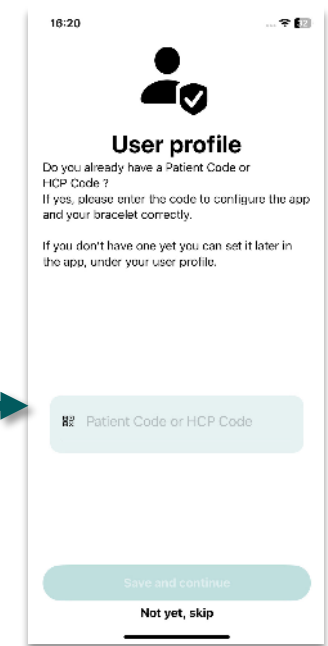 16:20
User profile
Do you already have a Patient Code or
HCP Code ?
If yes, please enter the code to configure the app
and your bracelet correctly.
If you don't have one yet you can set it later in
the app, under your user profile.
Patient Code or HCP Code
Save and continue
Not yet, skip